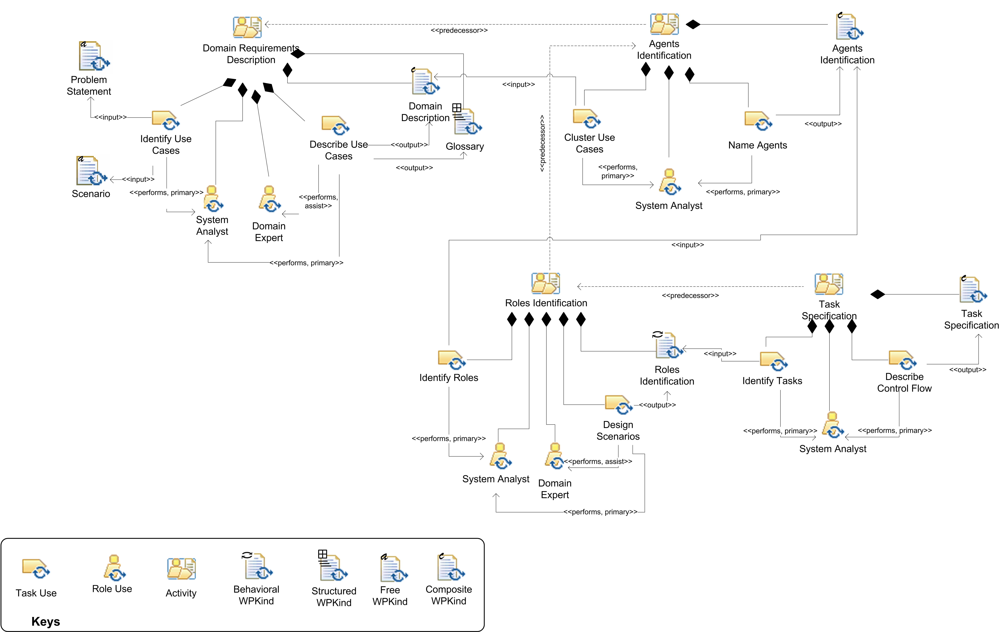 <<predecessor>>
Domain Requirements
Description
Agents
Identification
Agents
Identification
a
c
Problem
Statement
<<input>>
c
Domain
Description
<<input>>
<<input>>
Identify Use
Cases
Describe Use
Cases
<<output>>
Glossary
<<output>>
<<predecessor>>
Cluster Use
Cases
Name Agents
<<output>>
a
Scenario
<<input>>
<<performs, primary>>
<<performs,
assist>>
System
Analyst
Domain
Expert
<<performs, primary>>
<<performs,
primary>>
<<performs, primary>>
System Analyst
<<input>>
Roles Identification
<<predecessor>>
Task
Specification
c
Task
Specification
Identify Roles
Roles
Identification
<<input>>
Identify Tasks
Describe
Control Flow
<<output>>
<<output>>
Design
Scenarios
<<performs, primary>>
<<performs, assist>>
System Analyst
Domain
Expert
<<performs, primary>>
<<performs, primary>>
<<performs, primary>>
System Analyst
a
c
Task Use
Role Use
Activity
Behavioral
WPKind
Structured
WPKind
Free
WPKind
Composite
WPKind
Keys